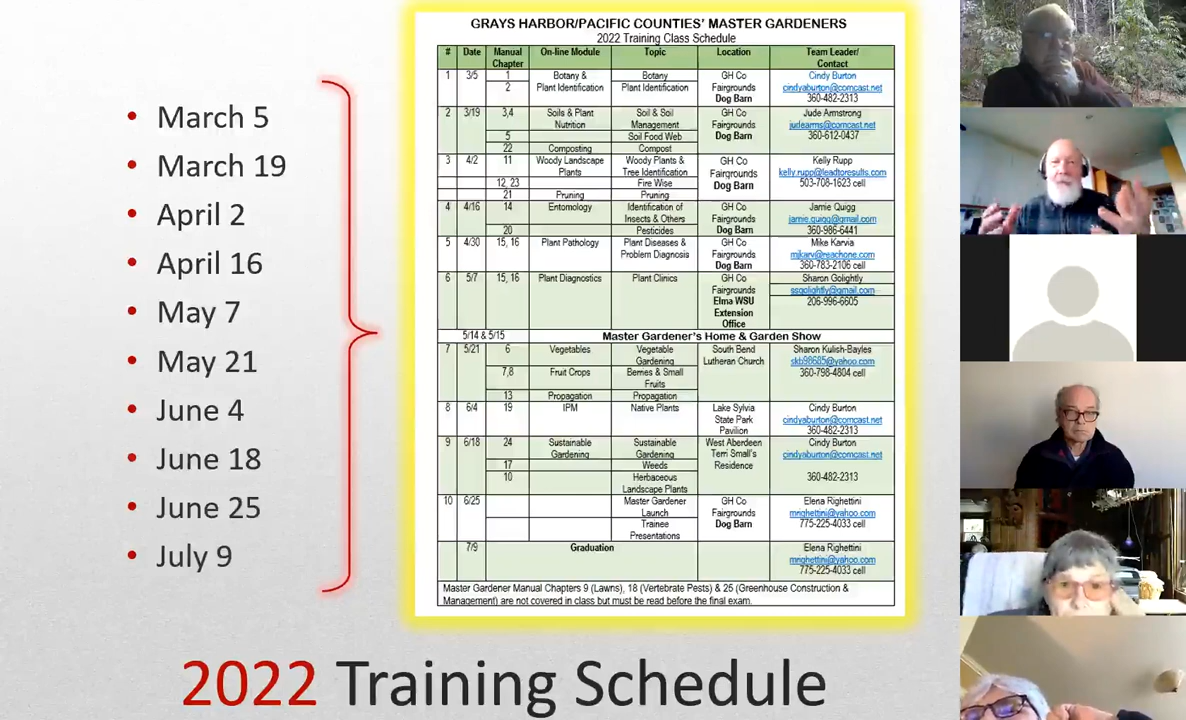 GRAYS HARBOR/PACIFIC COUNTIES' MASTER GARDENERS
2022 Training Class Schedule
# Date Manual Chapter On-line Module Topic Location Team Leader/ Contact
1 3/5 1 Botany & Botany GH Co Cindy Burton
2 Plant Identification Plant Identification Fairgrounds cindyaburton@comcast.net
Dog Barn 360-482-2313
2 3/19 3,4 Soils & Plant Soil & Soil GH Co Jude Armstrong
Nutrition Management Fairgrounds judearms@comcast.net
5 Soil Food Web Dog Barn 360-612-0437
22 Composting Compost
3 4/2 11 Woody Landscape Woody Plants & GH Co Kelly Rupp
Plants Tree Identification Fairgrounds kelly.rupp@leadtoresults.com
12, 23 Fire Wise Dog Barn 503-708-1623 cell
21 Pruning Pruning
4 4/16 14 Entomology Identification of GH Co Jamie Quigg
Insects & Others Fairgrounds jamie.quigg@gmail.com
20 Pesticides Dog Barn 360-986-6441
5 4/30 15, 16 Plant Pathology Plant Diseases & GH Co Mike Karvia
Problem Diagnosis Fairgrounds mikarv@reachone.com
Dog Barn 360-783-2106 cell
6 5/7 15, 16 Plant Diagnostics Plant Clinics GH Co Sharon Golightly
Fairgrounds ssgolightly@gmail.com
Elma WSU 206-996-6605
Extension
Office
5/14 & 5/15 Master Gardener's Home & Garden Show
7 5/21 6 Vegetables Vegetable South Bend Sharon Kulish-Bayles
Gardening Lutheran Church skb98605@yahoo.com
7,8 Fruit Crops Berries & Small 360-798-4804 cell
Fruits
13 Propagation Propagation
8 6/4 19 IPM Native Plants Lake Sylvia Cindy Burton
State Park cindyaburton@comcast.net
Pavilion 360-482-2313
9 6/18 24 Sustainable Sustainable West Aberdeen Cindy Burton
Gardening Gardening Terri Small's cindyaburton@comcast.net
17 Weeds Residence
10 Herbaceous 360-482-2313
Landscape Plants
10 6/25 Master Gardener GH Co Elena Righettini
Launch Fairgrounds mrighettini@yahoo.com
Trainee Dog Barn 775-225-4033 cell
Presentations
7/9 Graduation Elena Righettini
mrighettini@yahoo.com
775-225-4033 cell
Master Gardener Manual Chapters 9 (Lawns), 18 (Vertebrate Pests) & 25 (Greenhouse Construction &
Management) are not covered in class but must be read before the final exam.
• March 5
• March 19
• April 2
• April 16
• May 7
• May 21
• June 4
• June 18
• June 25
• July 9
2022 Training Schedule